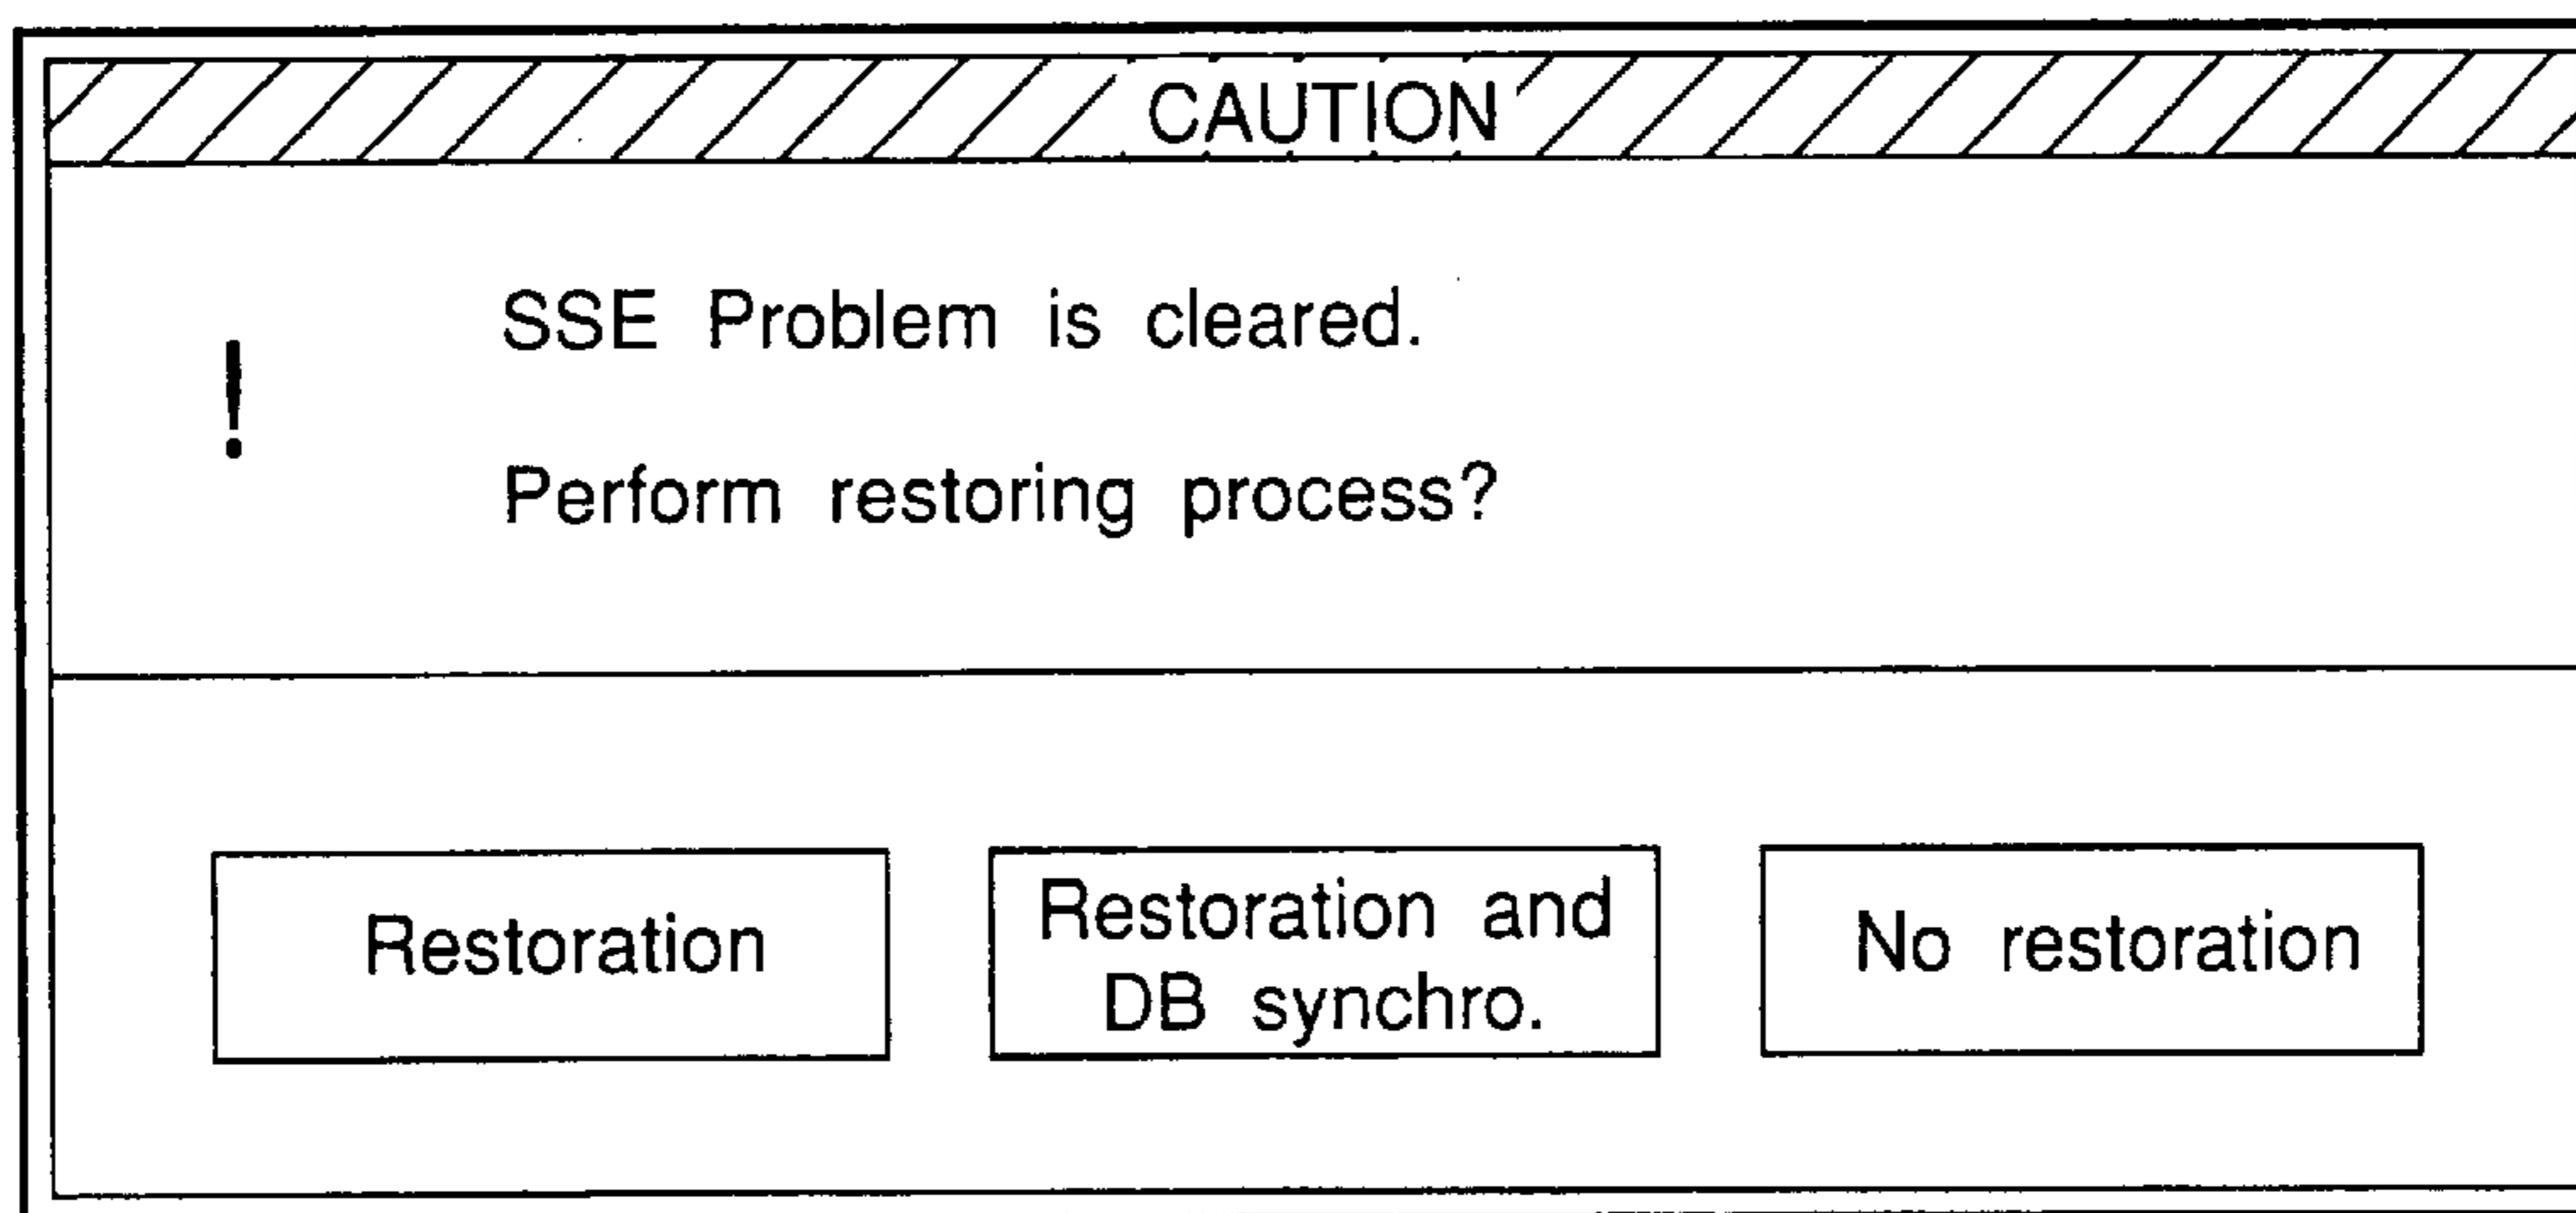 CAUTION
!
SSE Problem is cleared.
Perform restoring process?
Restoration
Restoration and
DB synchro.
No restoration